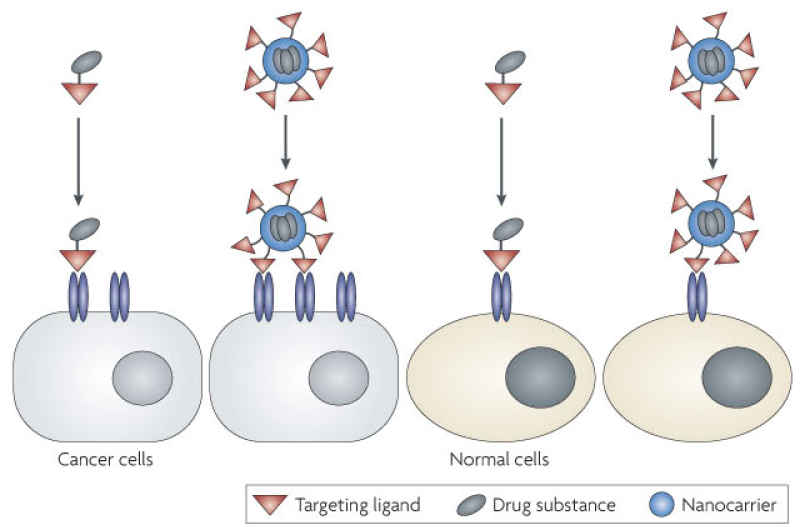 Cancer cells
Normal cells
Targeting ligand
Drug substance
Nanocarrier